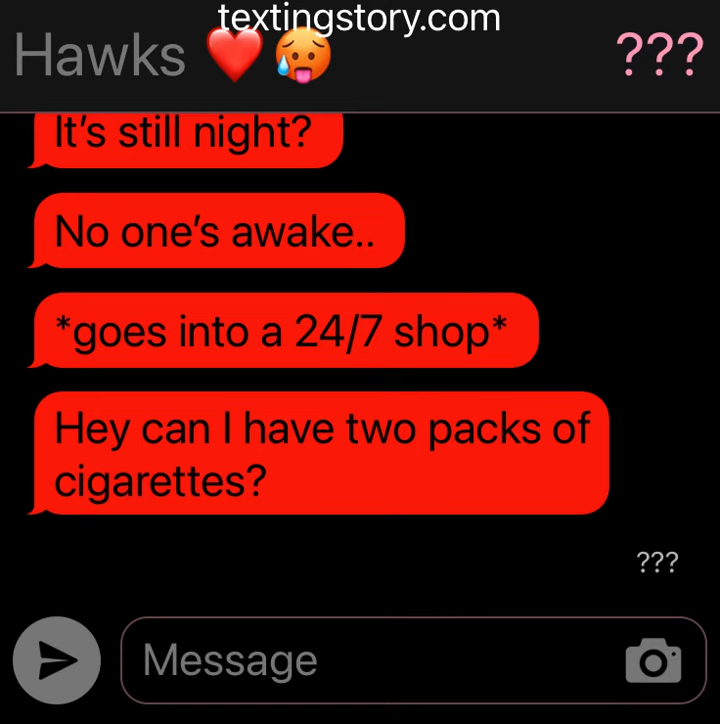 textingstory.com
Hawks ❤️🥵
???
It's still night?
No one's awake..
*goes into a 24/7 shop*
Hey can I have two packs of
cigarettes?
???
Message